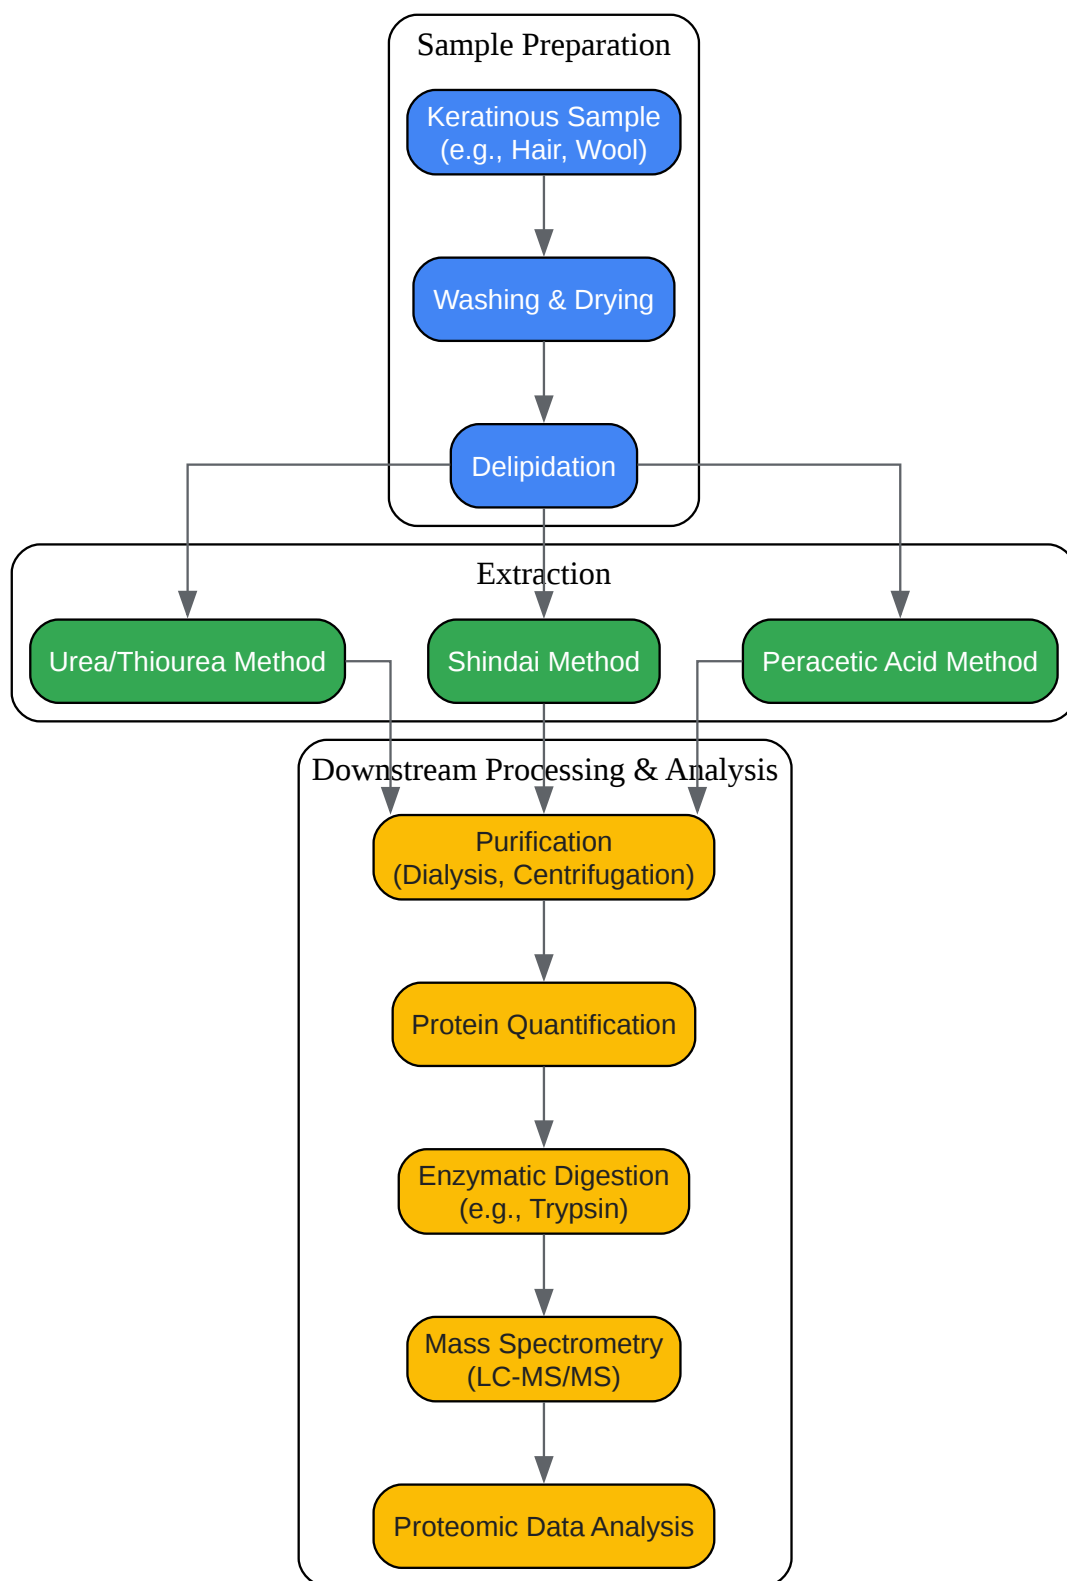 Sample Preparation
Keratinous Sample
(e.g., Hair, Wool)
Washing & Drying
Delipidation
Extraction
Urea/Thiourea Method
Shindai Method
Peracetic Acid Method
Downstream Processing & Analysis
Purification
(Dialysis, Centrifugation)
Protein Quantification
Enzymatic Digestion
(e.g., Trypsin)
Mass Spectrometry
(LC-MS/MS)
Proteomic Data Analysis